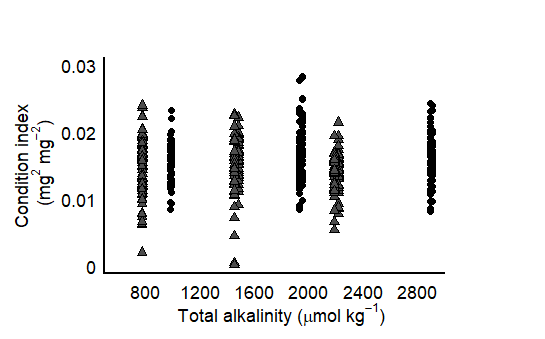 0.03
0.02
0.01
0
Condition index
(mg² mg⁻²)
800 1200 1600 2000 2400 2800
Total alkalinity (μmol kg⁻¹)